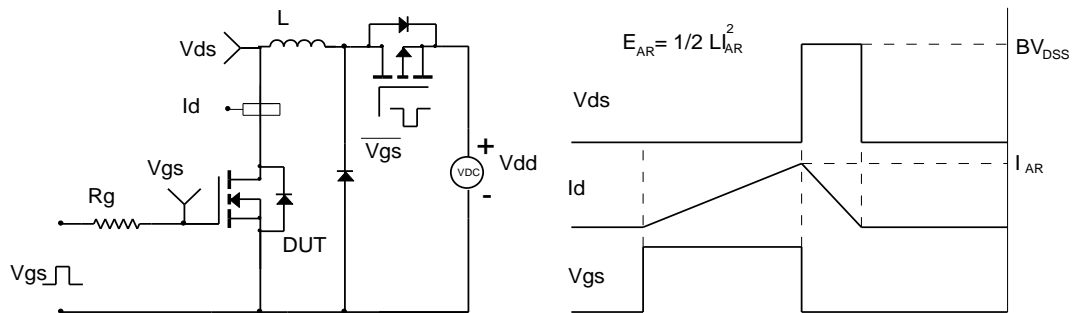 L
Vds
Id
Vgs
Rg
DUT
Vgs
Vgs
+
VDC
Vdd
-
E_AR = 1/2 LI_AR^2
BV_DSS
Vds
I_AR
Id
Vgs